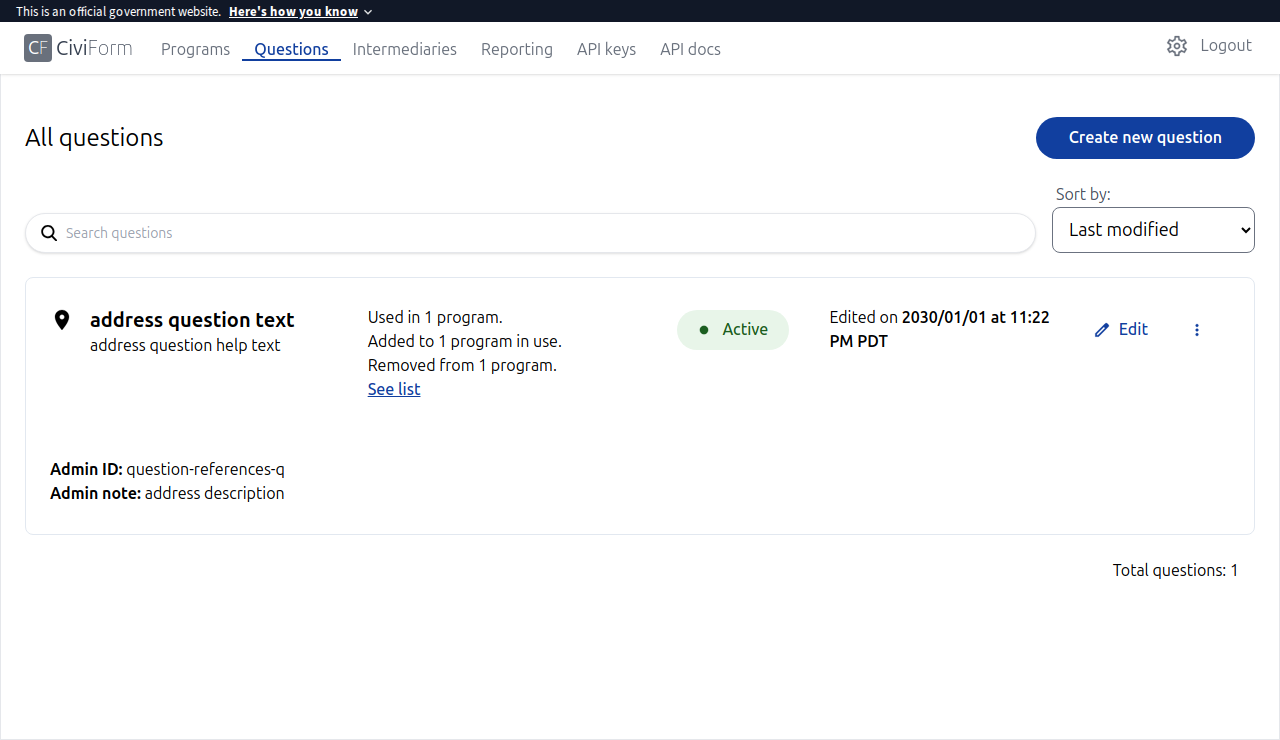 This is an official government website. Here's how you know
CF CiviForm Programs Questions Intermediaries Reporting API keys API docs Logout
All questions
Create new question
Sort by:
Search questions
Last modified
address question text
address question help text
Used in 1 program.
Added to 1 program in use.
Removed from 1 program.
See list
Active
Edited on 2030/01/01 at 11:22
PM PDT
Edit
Admin ID: question-references-q
Admin note: address description
Total questions: 1